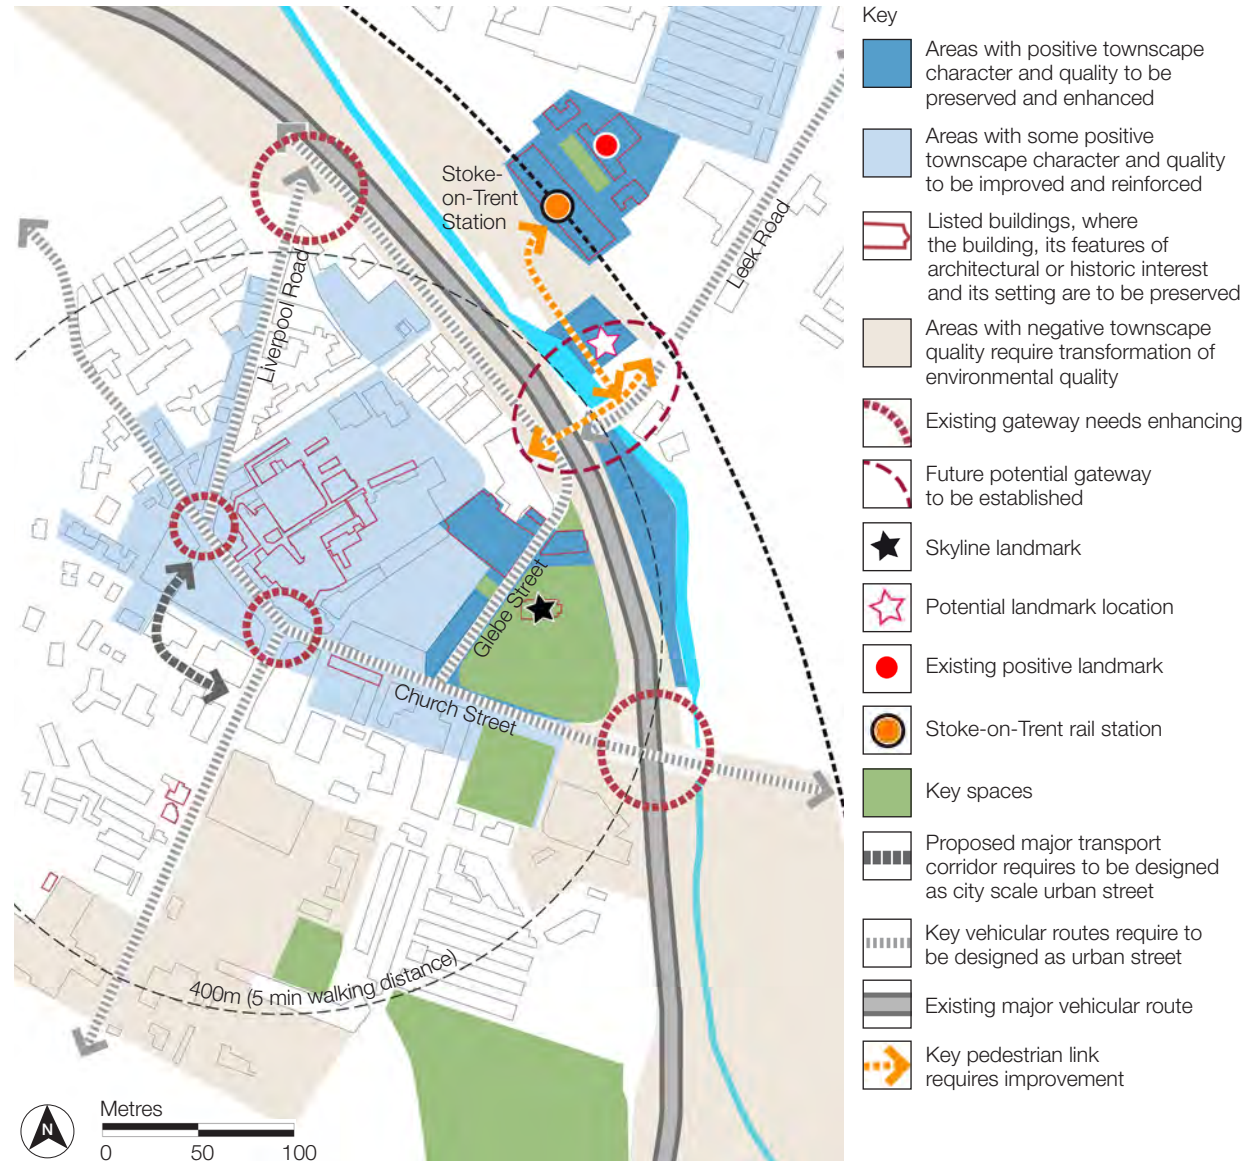 Stoke-
on-Trent
Station
Leek Road
Liverpool Road
Glebe Street
Church Street
400m (5 min walking distance)
N
Metres
0 50 100
Key
Areas with positive townscape
character and quality to be
preserved and enhanced
Areas with some positive
townscape character and quality
to be improved and reinforced
Listed buildings, where
the building, its features of
architectural or historic interest
and its setting are to be preserved
Areas with negative townscape
quality require transformation of
environmental quality
Existing gateway needs enhancing
Future potential gateway
to be established
Skyline landmark
Potential landmark location
Existing positive landmark
Stoke-on-Trent rail station
Key spaces
Proposed major transport
corridor requires to be designed
as city scale urban street
Key vehicular routes require to
be designed as urban street
Existing major vehicular route
Key pedestrian link
requires improvement